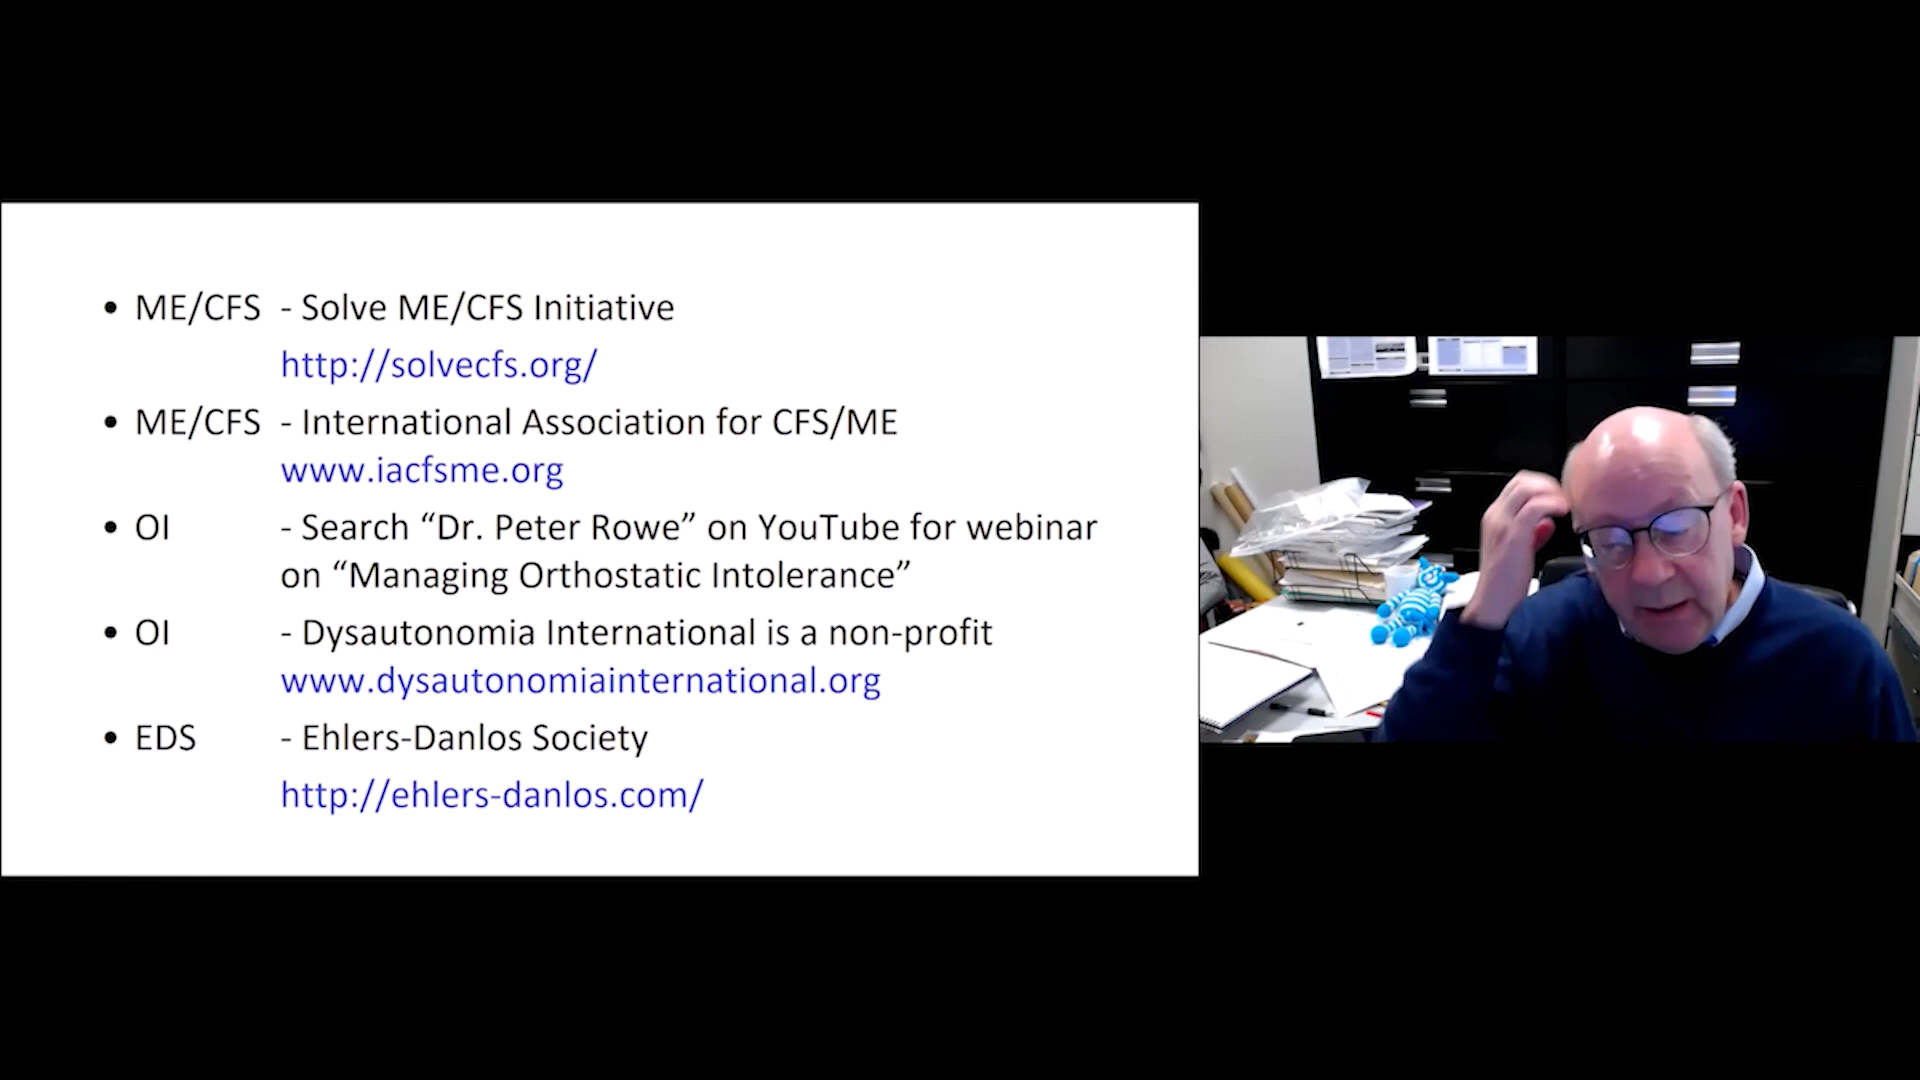 • ME/CFS - Solve ME/CFS Initiative
http://solvecfs.org/
• ME/CFS - International Association for CFS/ME
www.iacfsme.org
• OI - Search “Dr. Peter Rowe” on YouTube for webinar
on “Managing Orthostatic Intolerance”
• OI - Dysautonomia International is a non-profit
www.dysautonomiainternational.org
• EDS - Ehlers-Danlos Society
http://ehlers-danlos.com/